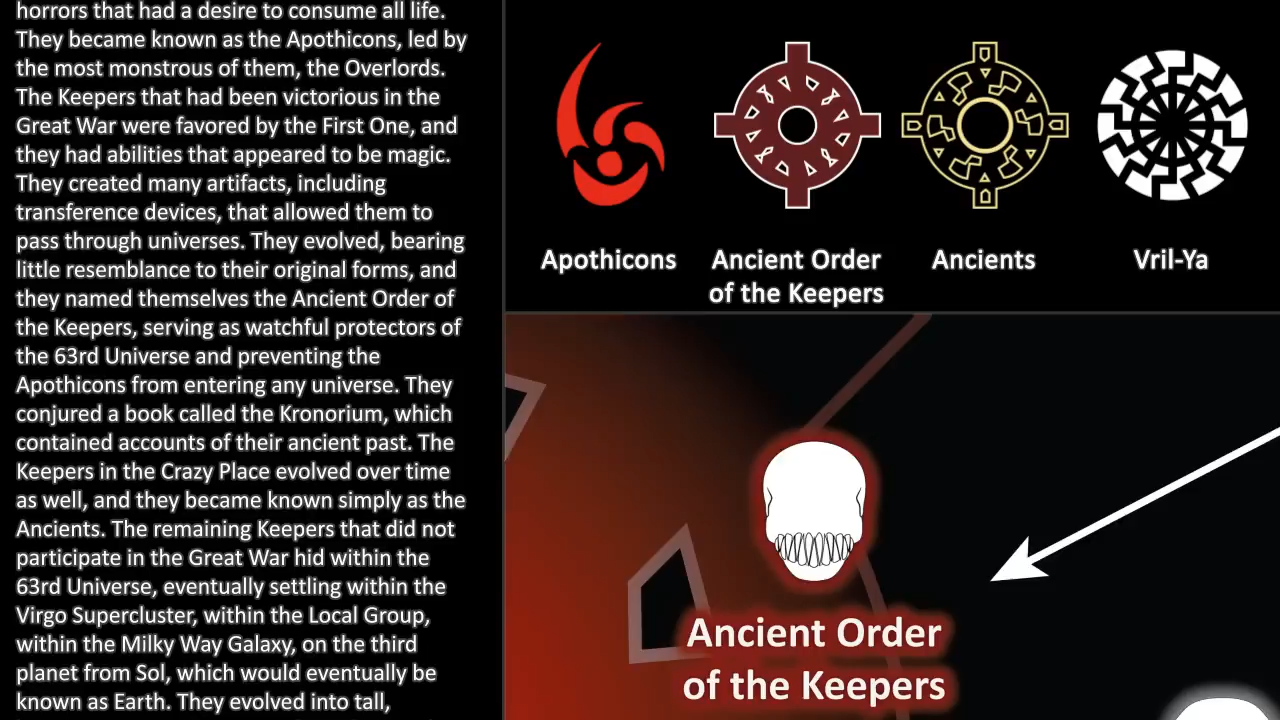 horrors that had a desire to consume all life.
They became known as the Apothicons, led by
the most monstrous of them, the Overlords.
The Keepers that had been victorious in the
Great War were favored by the First One, and
they had abilities that appeared to be magic.
They created many artifacts, including
transference devices, that allowed them to
pass through universes. They evolved, bearing
little resemblance to their original forms, and
they named themselves the Ancient Order of
the Keepers, serving as watchful protectors of
the 63rd Universe and preventing the
Apothicons from entering any universe. They
conjured a book called the Kronorium, which
contained accounts of their ancient past. The
Keepers in the Crazy Place evolved over time
as well, and they became known simply as the
Ancients. The remaining Keepers that did not
participate in the Great War hid within the
63rd Universe, eventually settling within the
Virgo Supercluster, within the Local Group,
within the Milky Way Galaxy, on the third
planet from Sol, which would eventually be
known as Earth. They evolved into tall,
Apothicons
Ancient Order
of the Keepers
Ancients
Vril-Ya
Ancient Order
of the Keepers